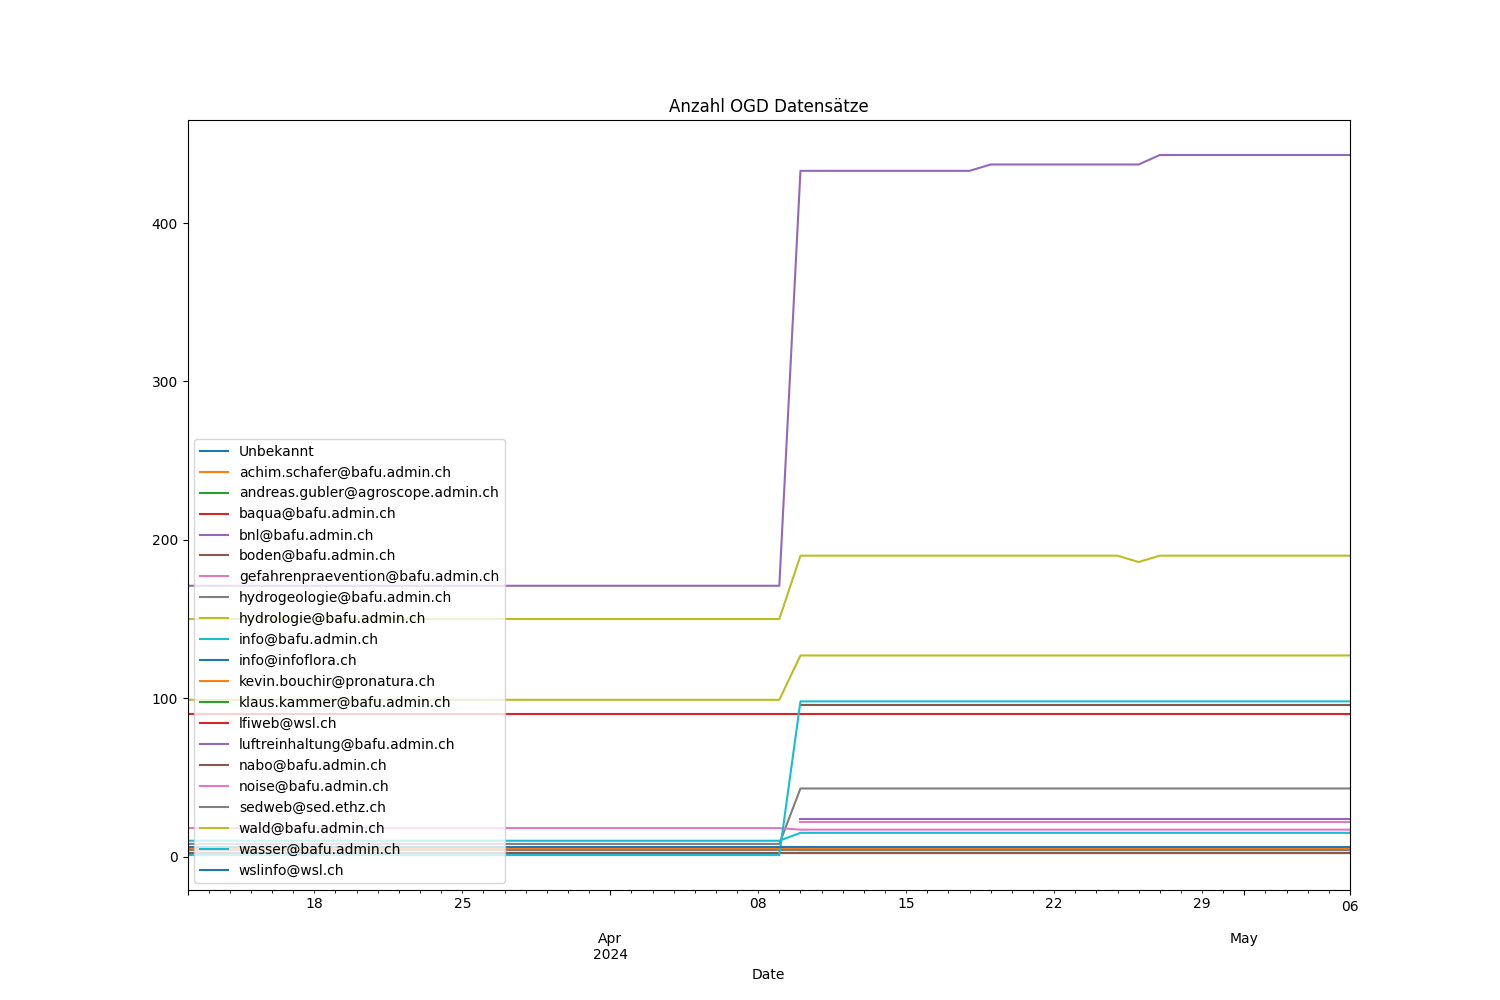 Anzahl OGD Datensätze
400
300
200
100
0
Unbekannt
achim.schafer@bafu.admin.ch
andreas.gubler@agroscope.admin.ch
baqua@bafu.admin.ch
bnl@bafu.admin.ch
boden@bafu.admin.ch
gefahrenpraevention@bafu.admin.ch
hydrogeologie@bafu.admin.ch
hydrologie@bafu.admin.ch
info@bafu.admin.ch
info@infoflora.ch
kevin.bouchir@pronatura.ch
klaus.kammer@bafu.admin.ch
lfiweb@wsl.ch
luftreinhaltung@bafu.admin.ch
nabo@bafu.admin.ch
noise@bafu.admin.ch
sedweb@sed.ethz.ch
wald@bafu.admin.ch
wasser@bafu.admin.ch
wslinfo@wsl.ch
18 25 08 15 22 29 06
Apr May
2024
Date